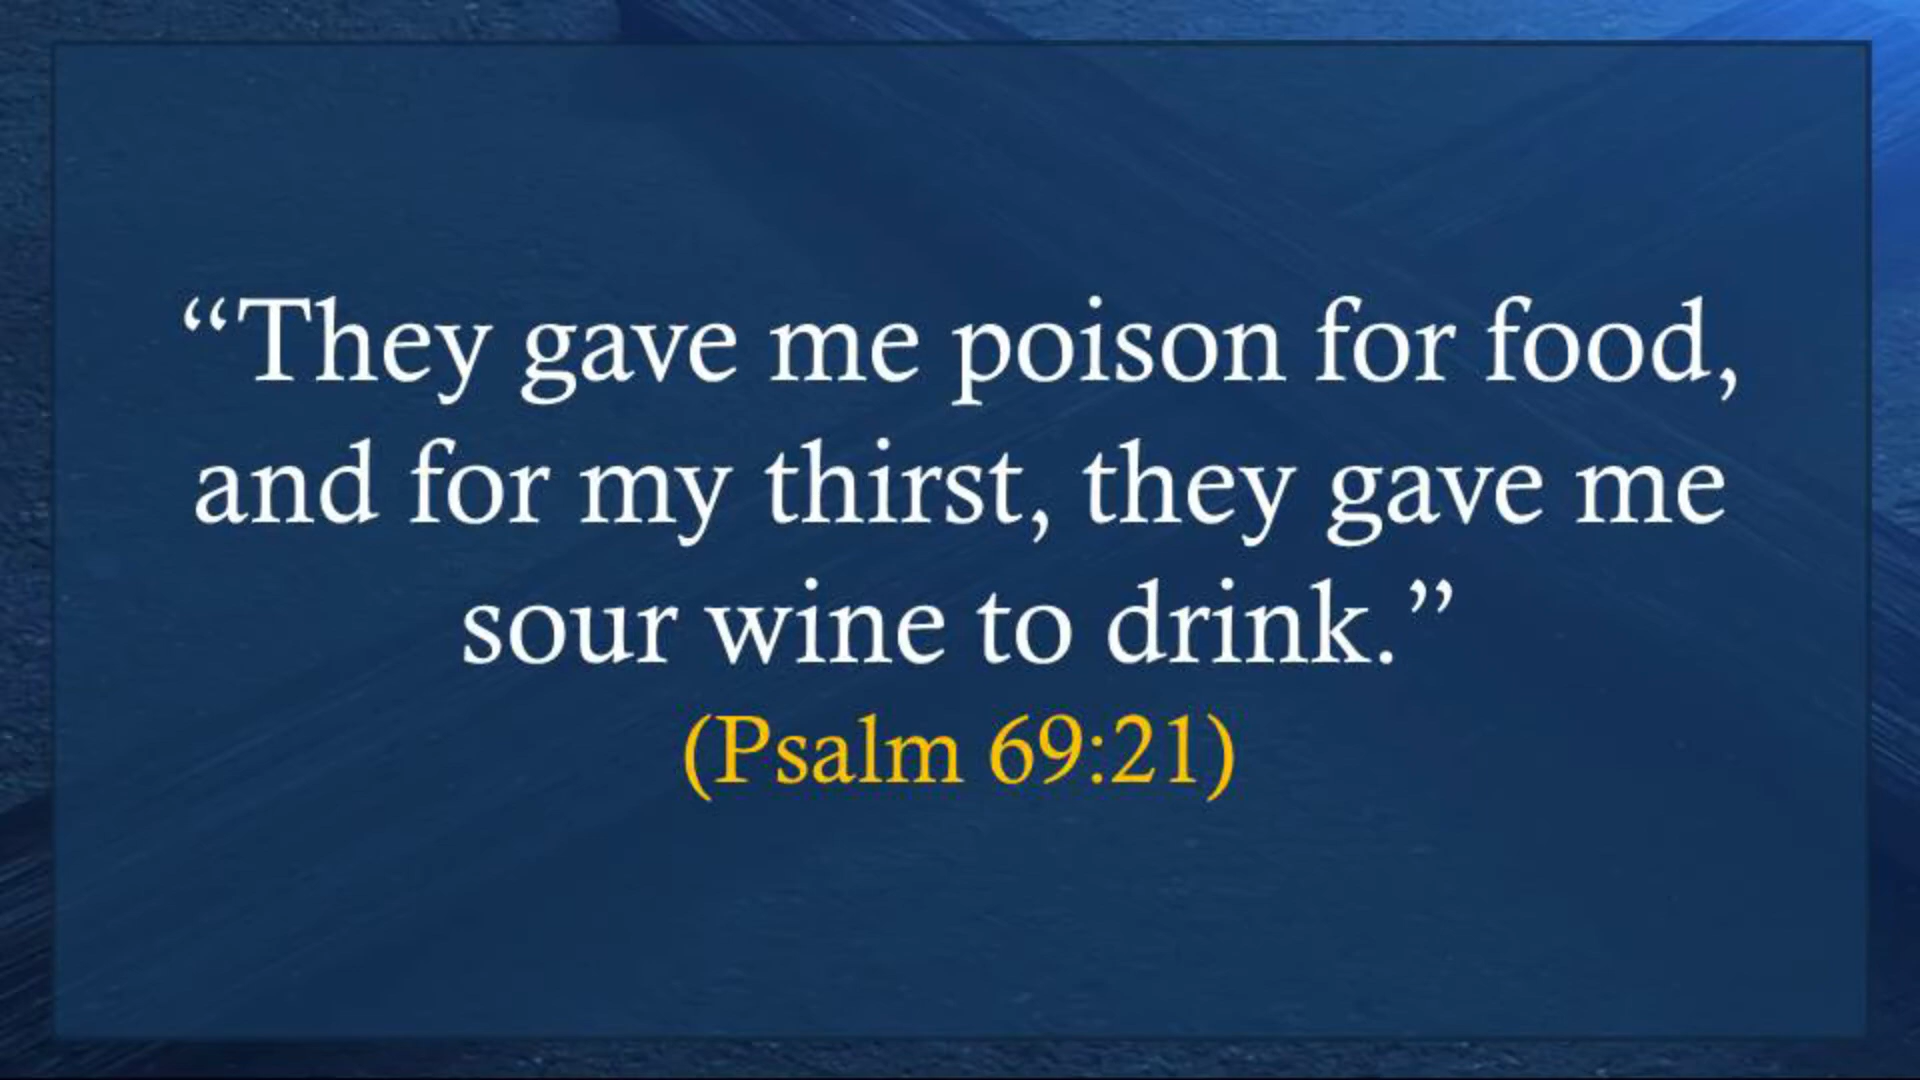 “They gave me poison for food,
and for my thirst, they gave me
sour wine to drink.”
(Psalm 69:21)